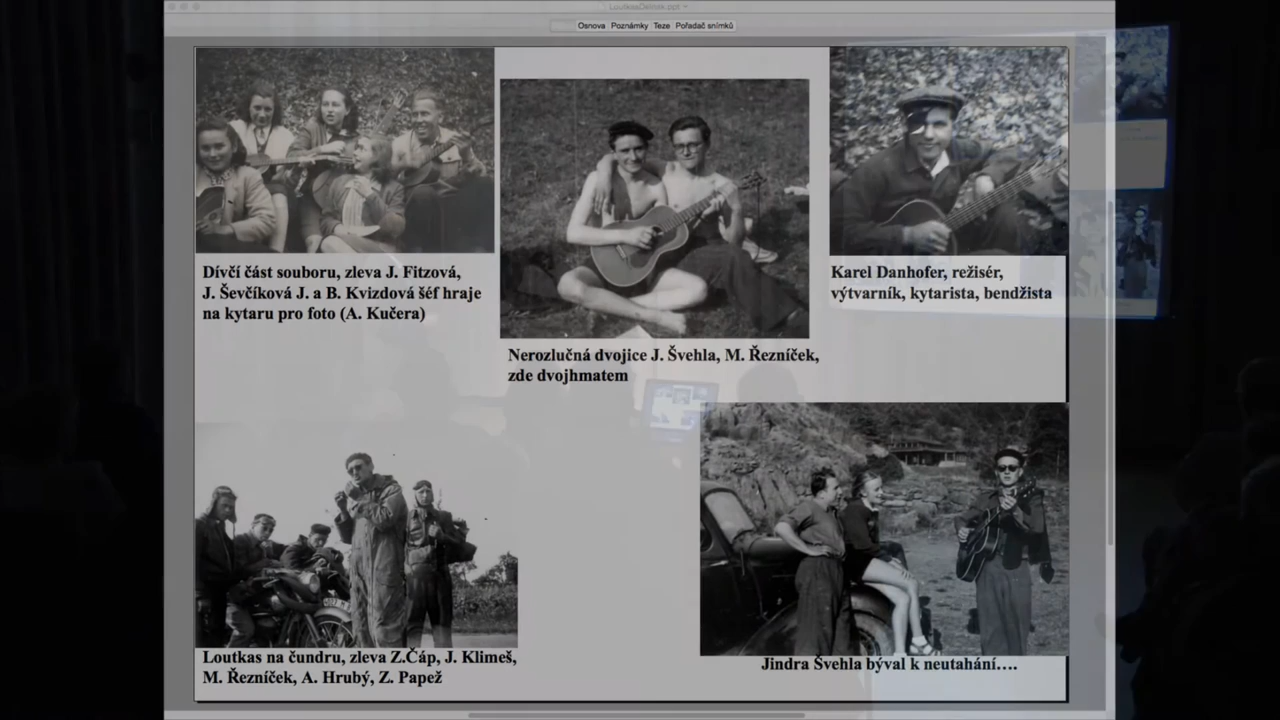 LoutkasDeimek.ppt
Osnova Poznámky Teze Pořadač snímků
Dívčí část souboru, zleva J. Fitzová,
J. Ševčíková J. a B. Kvizdová šéf hraje
na kytaru pro foto (A. Kučera)
Nerozlučná dvojice J. Švehla, M. Řezníček,
zde dvojhmatem
Karel Danhofer, režisér,
výtvarník, kytarista, bendžista
Loutkas na čundru, zleva Z.Čáp, J. Klimeš,
M. Řezníček, A. Hrubý, Z. Papež
Jindra Švehla býval k neutahání….